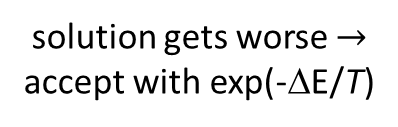 solution gets worse →
accept with exp(-ΔE/T)